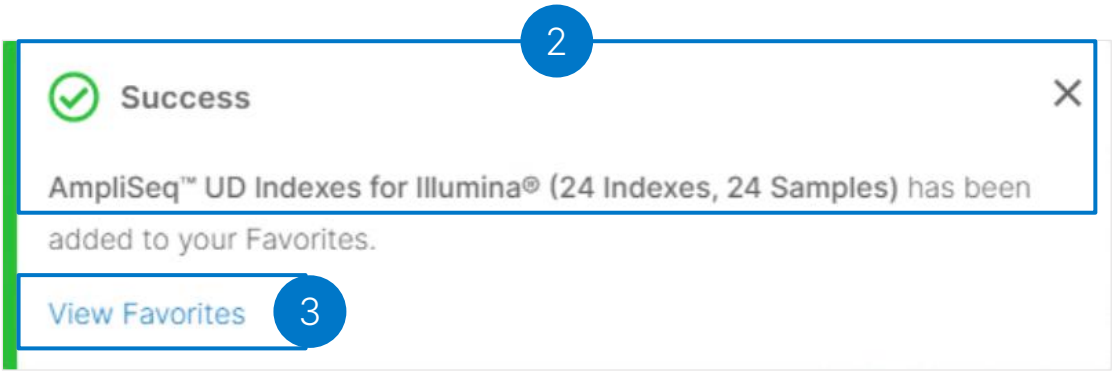 2
Success
AmpliSeq™ UD Indexes for Illumina® (24 Indexes, 24 Samples) has been
added to your Favorites.
View Favorites 3